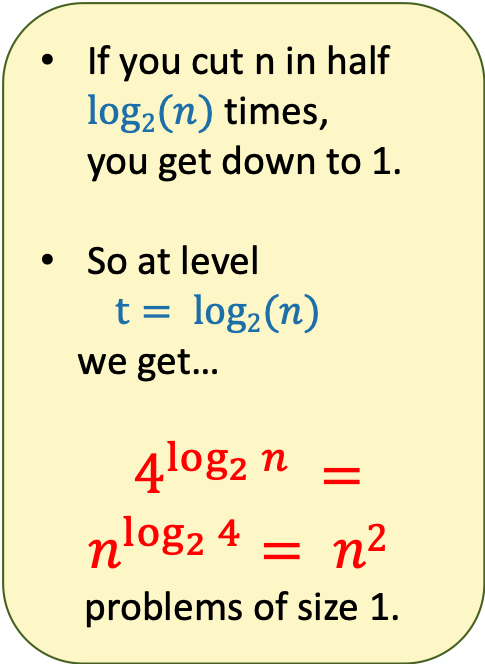 • If you cut n in half
log₂(n) times,
you get down to 1.
• So at level
t = log₂(n)
we get…
4^{log₂ n} =
n^{log₂ 4} = n²
problems of size 1.